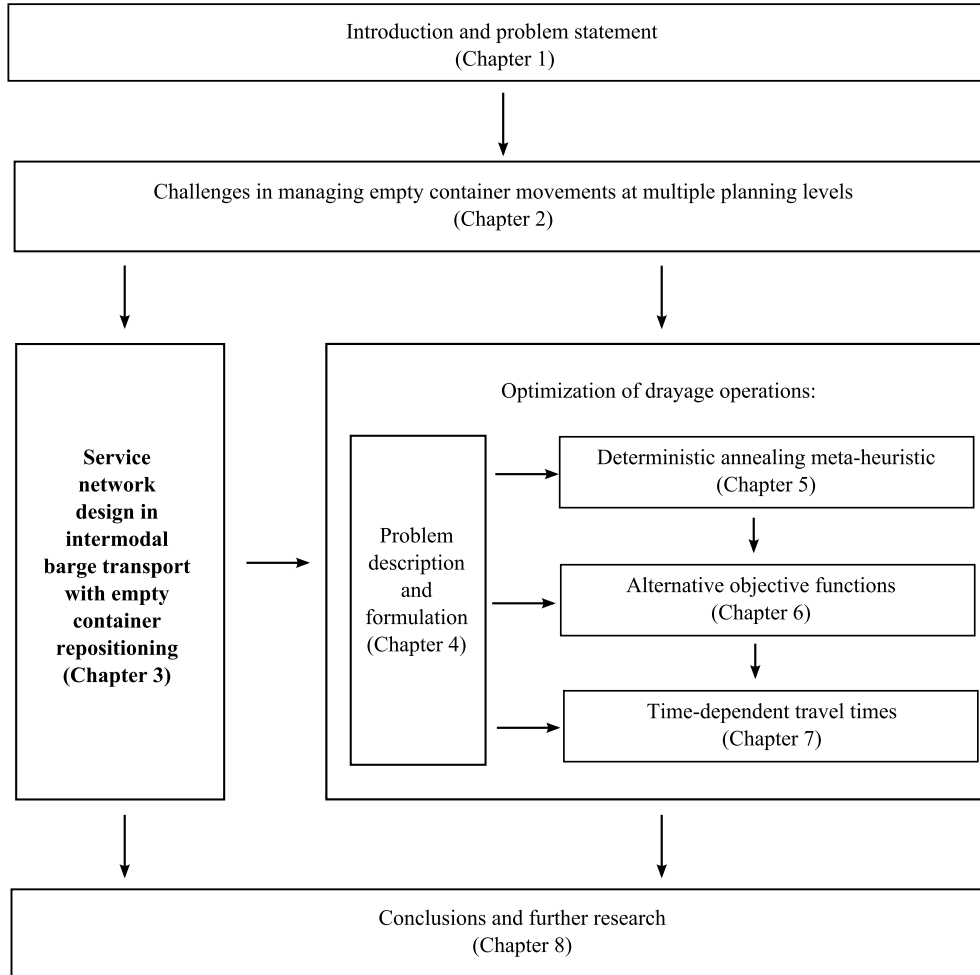 Introduction and problem statement
(Chapter 1)
Challenges in managing empty container movements at multiple planning levels
(Chapter 2)
Service
network
design in
intermodal
barge transport
with empty
container
repositioning
(Chapter 3)
Optimization of drayage operations:
Problem
description
and
formulation
(Chapter 4)
Deterministic annealing meta-heuristic
(Chapter 5)
Alternative objective functions
(Chapter 6)
Time-dependent travel times
(Chapter 7)
Conclusions and further research
(Chapter 8)